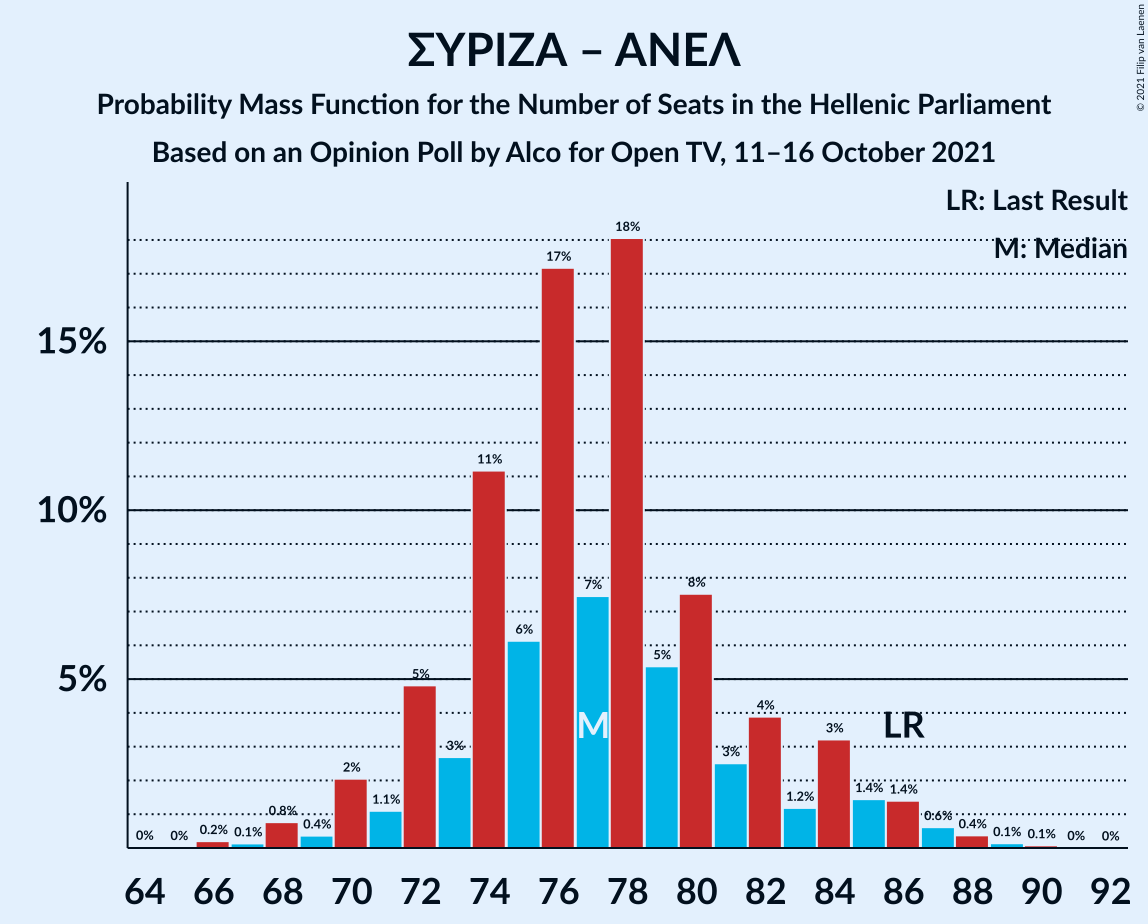 ΣΥΡΙΖΑ – ΑΝΕΛ
Probability Mass Function for the Number of Seats in the Hellenic Parliament
Based on an Opinion Poll by Alco for Open TV, 11–16 October 2021
© 2021 Filip van Laenen
LR: Last Result
M: Median
15%
10%
5%
0% 0% 0.2% 0.1% 0.8% 0.4% 2% 1.1% 5% 3% 11% 6% 17% 7% 18% 5% 8% 3% 4% 1.2% 3% 1.4% 1.4% 0.6% 0.4% 0.1% 0.1% 0% 0%
M
LR
64 66 68 70 72 74 76 78 80 82 84 86 88 90 92